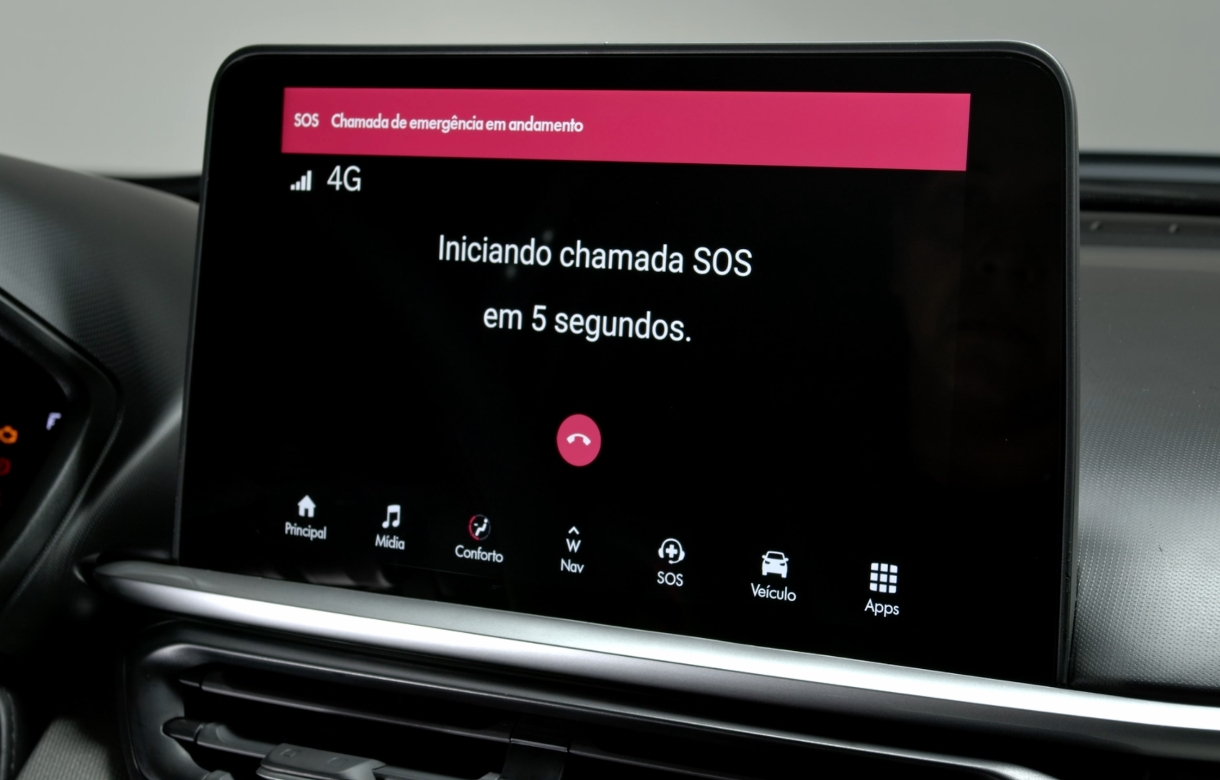 SOS Chamada de emergência em andamento
4G
Iniciando chamada SOS
em 5 segundos.
Principal
Mídia
Conforto
W
Nav
SOS
Veículo
Apps